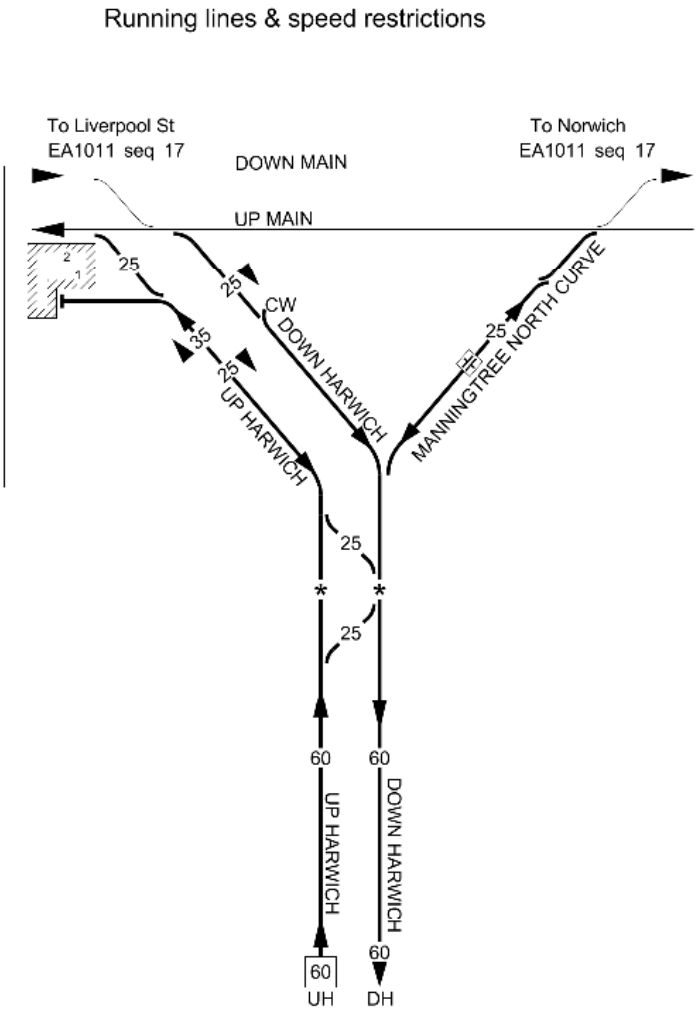 Running lines & speed restrictions
To Liverpool St
EA1011 seq 17
To Norwich
EA1011 seq 17
DOWN MAIN
UP MAIN
2
1
25
25
CW
DOWN HARWICH
25
MANNINGTREE NORTH CURVE
35
25
UP HARWICH
25
*
*
25
60
60
UP HARWICH
DOWN HARWICH
60
60
UH
DH